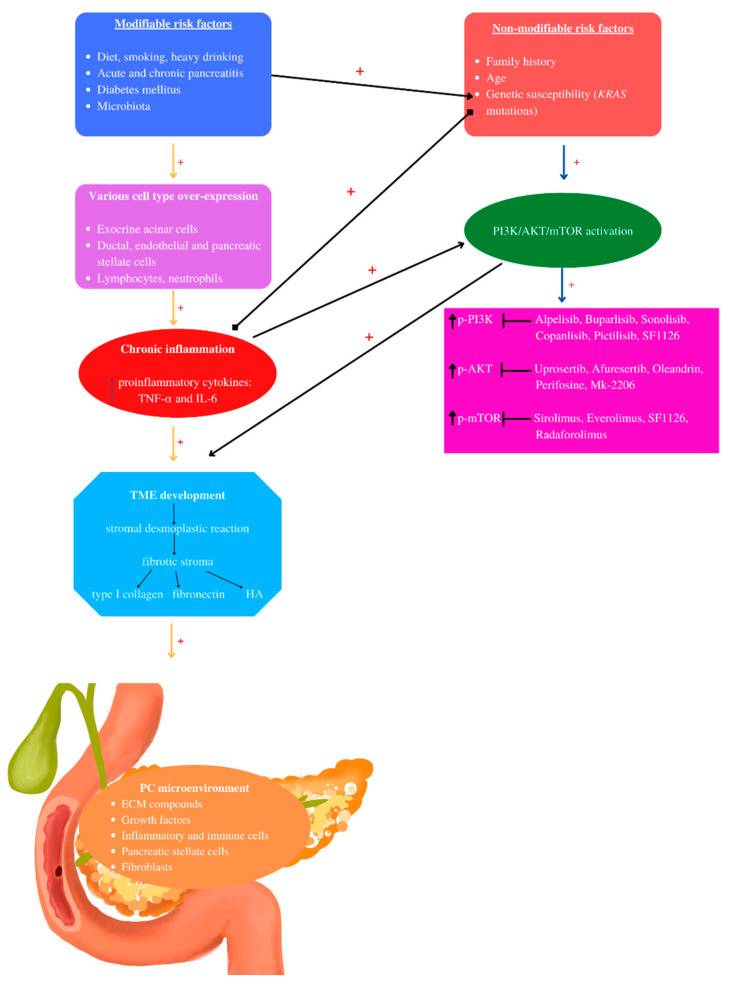 Modifiable risk factors
• Diet, smoking, heavy drinking
• Acute and chronic pancreatitis
• Diabetes mellitus
• Microbiota
+
Non-modifiable risk factors
• Family history
• Age
• Genetic susceptibility (KRAS
mutations)
+
+
Various cell type over-expression
• Exocrine acinar cells
• Ductal, endothelial and pancreatic
stellate cells
• Lymphocytes, neutrophils
+
PI3K/AKT/mTOR activation
+
+
+
Chronic inflammation
proinflammatory cytokines:
TNF-α and IL-6
+
p-PI3K
Alpelisib, Buparlisib, Sonolisib,
Copanlisib, Pictilisib, SF1126
p-AKT
Uprosertib, Afuresertib, Oleandrin,
Perifosine, Mk-2206
p-mTOR
Sirolimus, Everolimus, SF1126,
Radaforolimus
+
TME development
stromal desmoplastic reaction
fibrotic stroma
type I collagen fibronectin HA
+
PC microenvironment
• ECM compounds
• Growth factors
• Inflammatory and immune cells
• Pancreatic stellate cells
• Fibroblasts